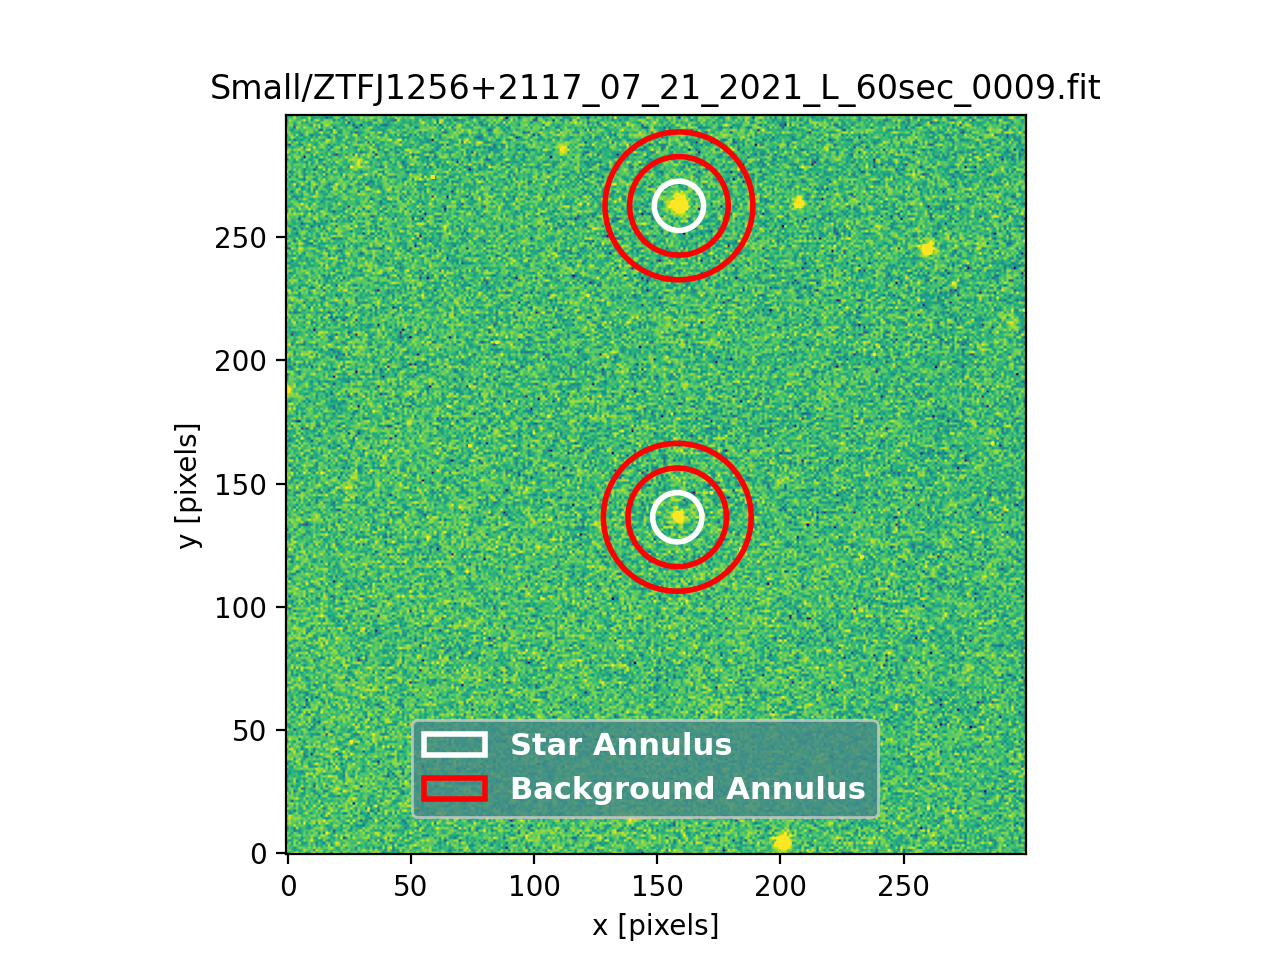 Small/ZTFJ1256+2117_07_21_2021_L_60sec_0009.fit
250
200
150
100
50
0
y [pixels]
Star Annulus
Background Annulus
0 50 100 150 200 250
x [pixels]